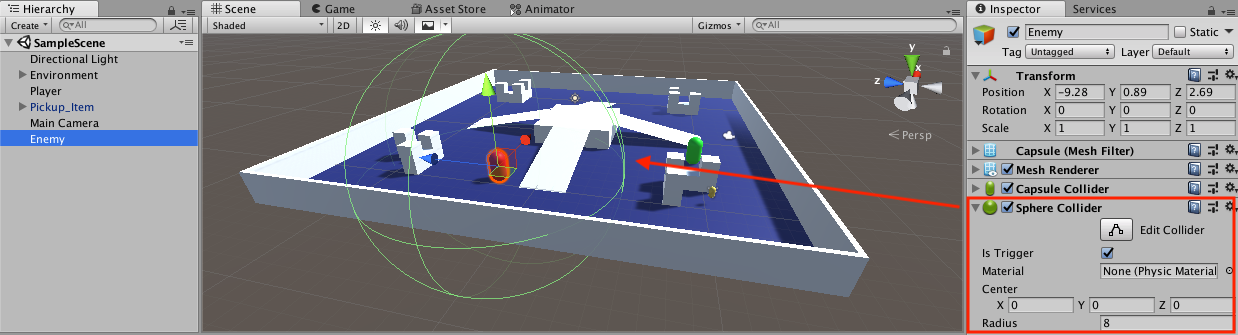 Hierarchy
Create
All
SampleScene
Directional Light
Environment
Player
Pickup_Item
Main Camera
Enemy
Scene
Game
Asset Store
Animator
Shaded
2D
Gizmos
All
y
x
z
Persp
Inspector
Services
Enemy
Static
Tag Untagged Layer Default
Transform
Position X -9.28 Y 0.89 Z 2.69
Rotation X 0 Y 0 Z 0
Scale X 1 Y 1 Z 1
Capsule (Mesh Filter)
Mesh Renderer
Capsule Collider
Sphere Collider
Edit Collider
Is Trigger
Material None (Physic Material
Center
X 0 Y 0 Z 0
Radius 8